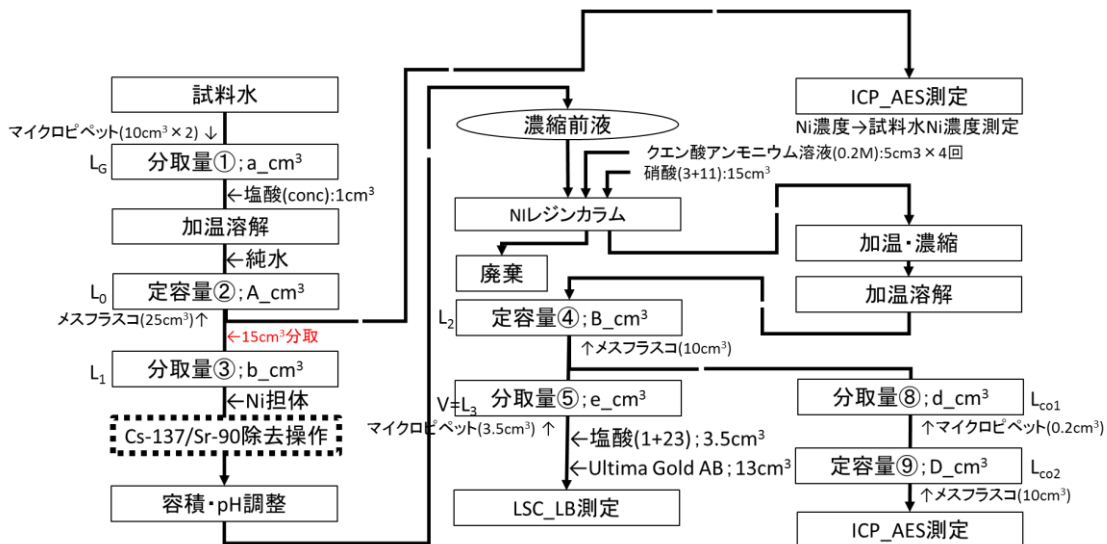 試料水
マイクロピペット(10cm³×2) ↓
L_G
分取量①; a_cm³
←塩酸(conc):1cm³
加温溶解
←純水
L₀
定容量②; A_cm³
メスフラスコ(25cm³)↑
←15cm³分取
L₁
分取量③; b_cm³
←Ni担体
Cs-137/Sr-90除去操作
容積・pH調整
濃縮前液
クエン酸アンモニウム溶液(0.2M):5cm3×4回
硝酸(3+11):15cm³
NIレジンカラム
廃棄
L₂
定容量④; B_cm³
↑メスフラスコ(10cm³)
V=L₃
分取量⑤; e_cm³
マイクロピペット(3.5cm³) ↑
←塩酸(1+23) ; 3.5cm³
←Ultima Gold AB ; 13cm³
LSC_LB測定
ICP_AES測定
Ni濃度→試料水Ni濃度測定
加温・濃縮
加温溶解
分取量⑧; d_cm³
L_co1
↑マイクロピペット(0.2cm³)
定容量⑨; D_cm³
L_co2
↑メスフラスコ(10cm³)
ICP_AES測定